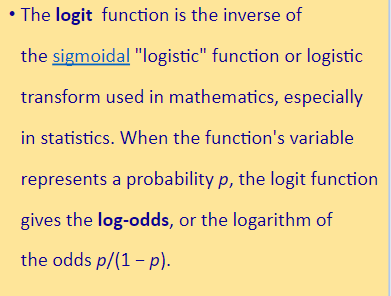 • The logit function is the inverse of
the sigmoidal "logistic" function or logistic
transform used in mathematics, especially
in statistics. When the function's variable
represents a probability p, the logit function
gives the log-odds, or the logarithm of
the odds p/(1 − p).